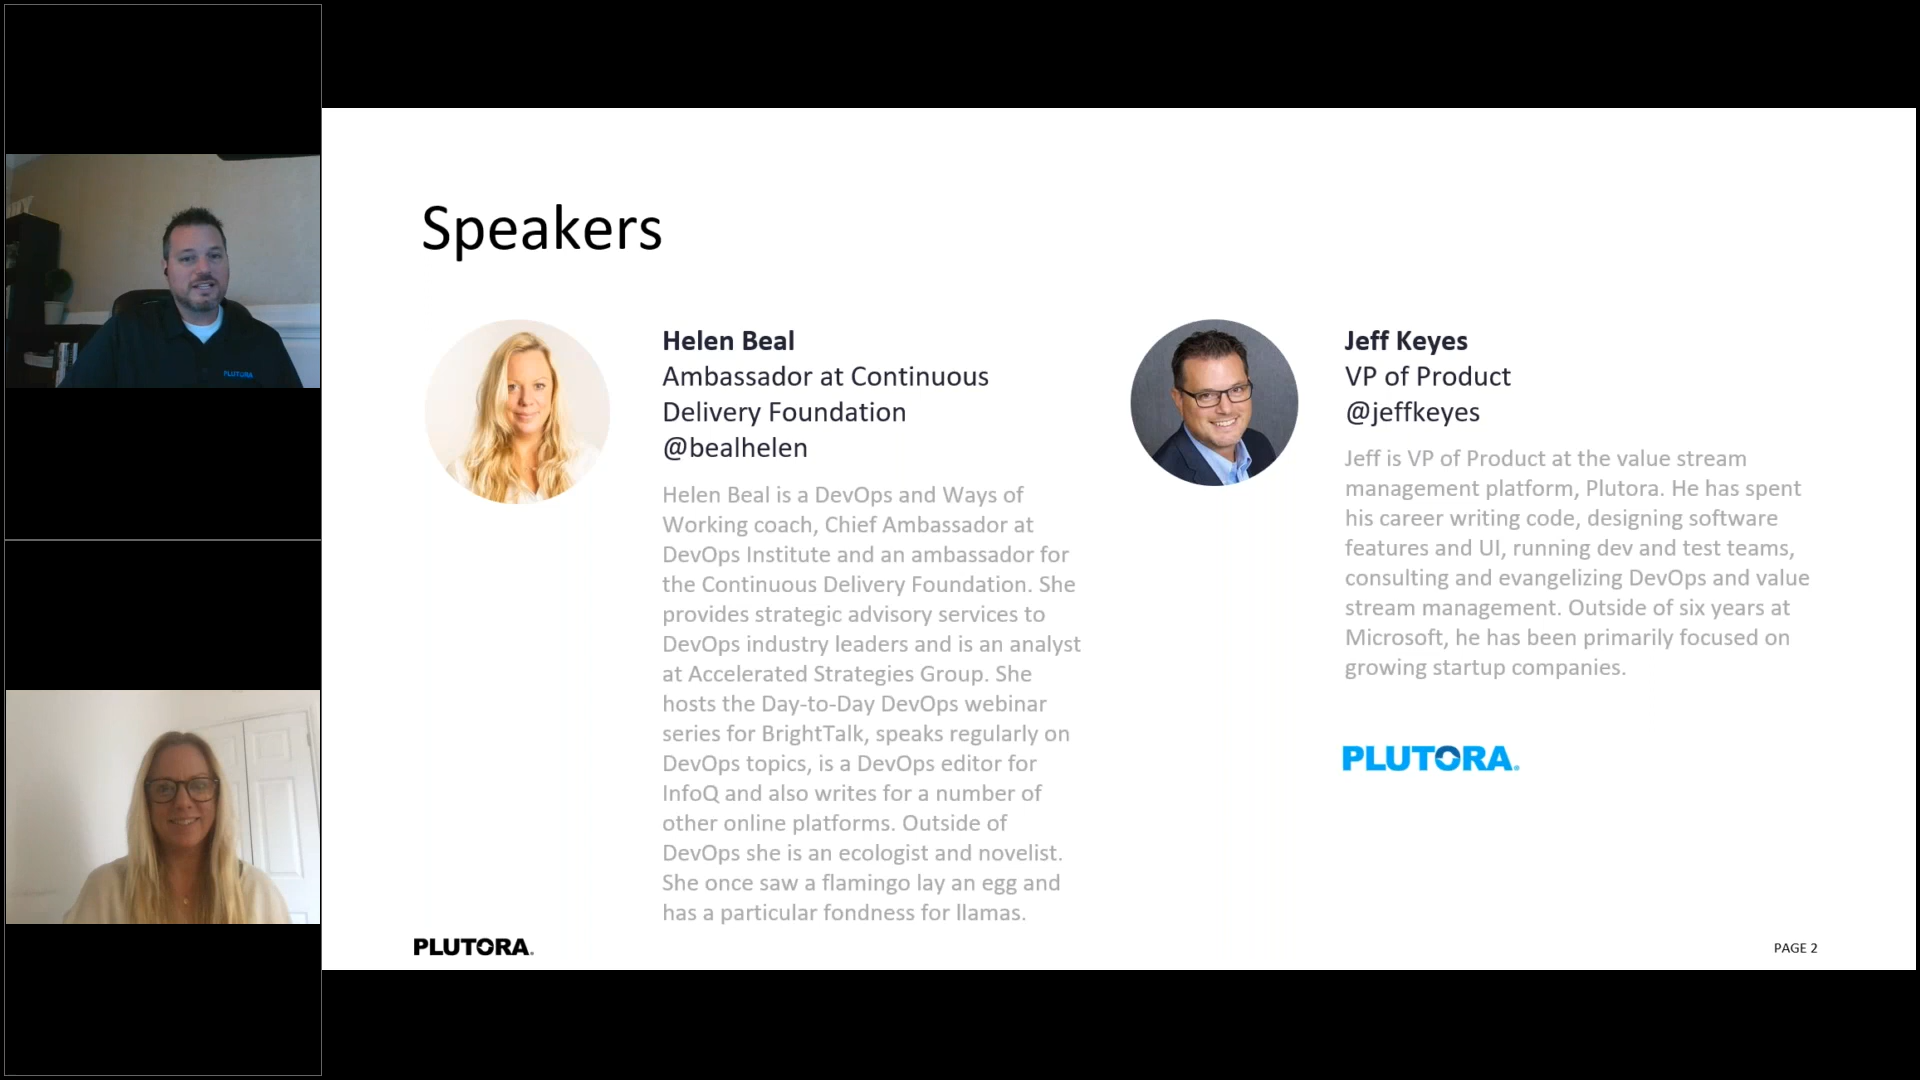 Speakers
Helen Beal
Ambassador at Continuous
Delivery Foundation
@bealhelen
Helen Beal is a DevOps and Ways of
Working coach, Chief Ambassador at
DevOps Institute and an ambassador for
the Continuous Delivery Foundation. She
provides strategic advisory services to
DevOps industry leaders and is an analyst
at Accelerated Strategies Group. She
hosts the Day-to-Day DevOps webinar
series for BrightTalk, speaks regularly on
DevOps topics, is a DevOps editor for
InfoQ and also writes for a number of
other online platforms. Outside of
DevOps she is an ecologist and novelist.
She once saw a flamingo lay an egg and
has a particular fondness for llamas.
Jeff Keyes
VP of Product
@jeffkeyes
Jeff is VP of Product at the value stream
management platform, Plutora. He has spent
his career writing code, designing software
features and UI, running dev and test teams,
consulting and evangelizing DevOps and value
stream management. Outside of six years at
Microsoft, he has been primarily focused on
growing startup companies.
PLUTORA
PLUTORA
PAGE 2
PLUTORA